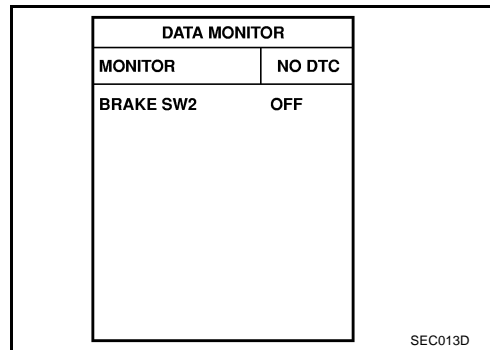 DATA MONITOR
MONITOR NO DTC
BRAKE SW2 OFF
SEC013D